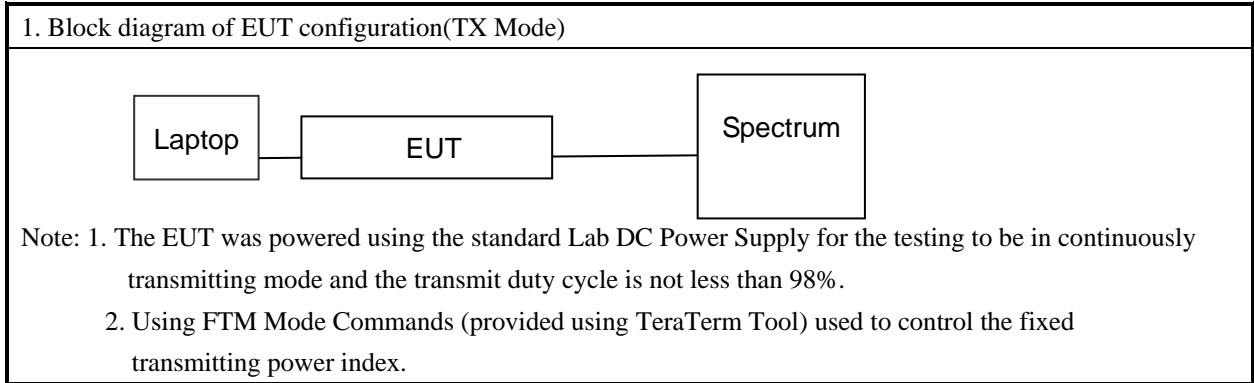 1. Block diagram of EUT configuration(TX Mode)
Laptop
EUT
Spectrum
Note: 1. The EUT was powered using the standard Lab DC Power Supply for the testing to be in continuously
transmitting mode and the transmit duty cycle is not less than 98%.
2. Using FTM Mode Commands (provided using TeraTerm Tool) used to control the fixed
transmitting power index.